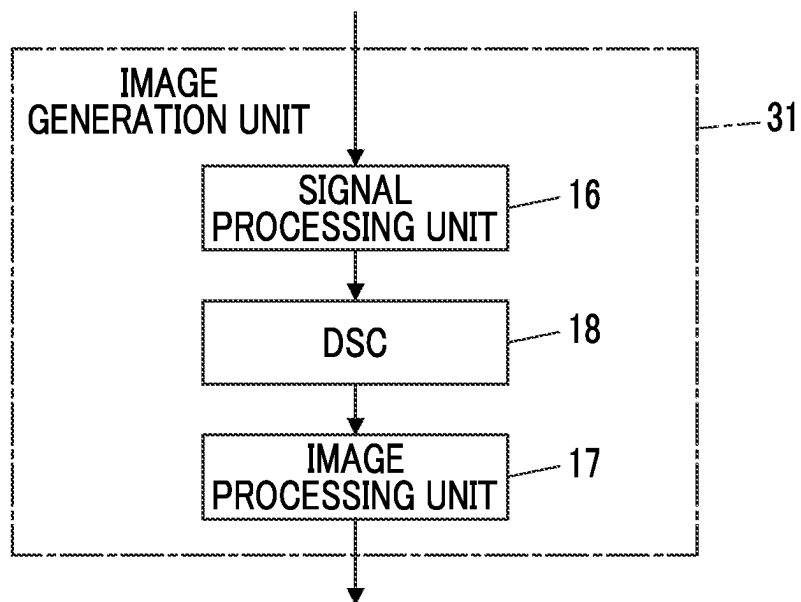 IMAGE
GENERATION UNIT
31
SIGNAL
PROCESSING UNIT
16
DSC
18
IMAGE
PROCESSING UNIT
17